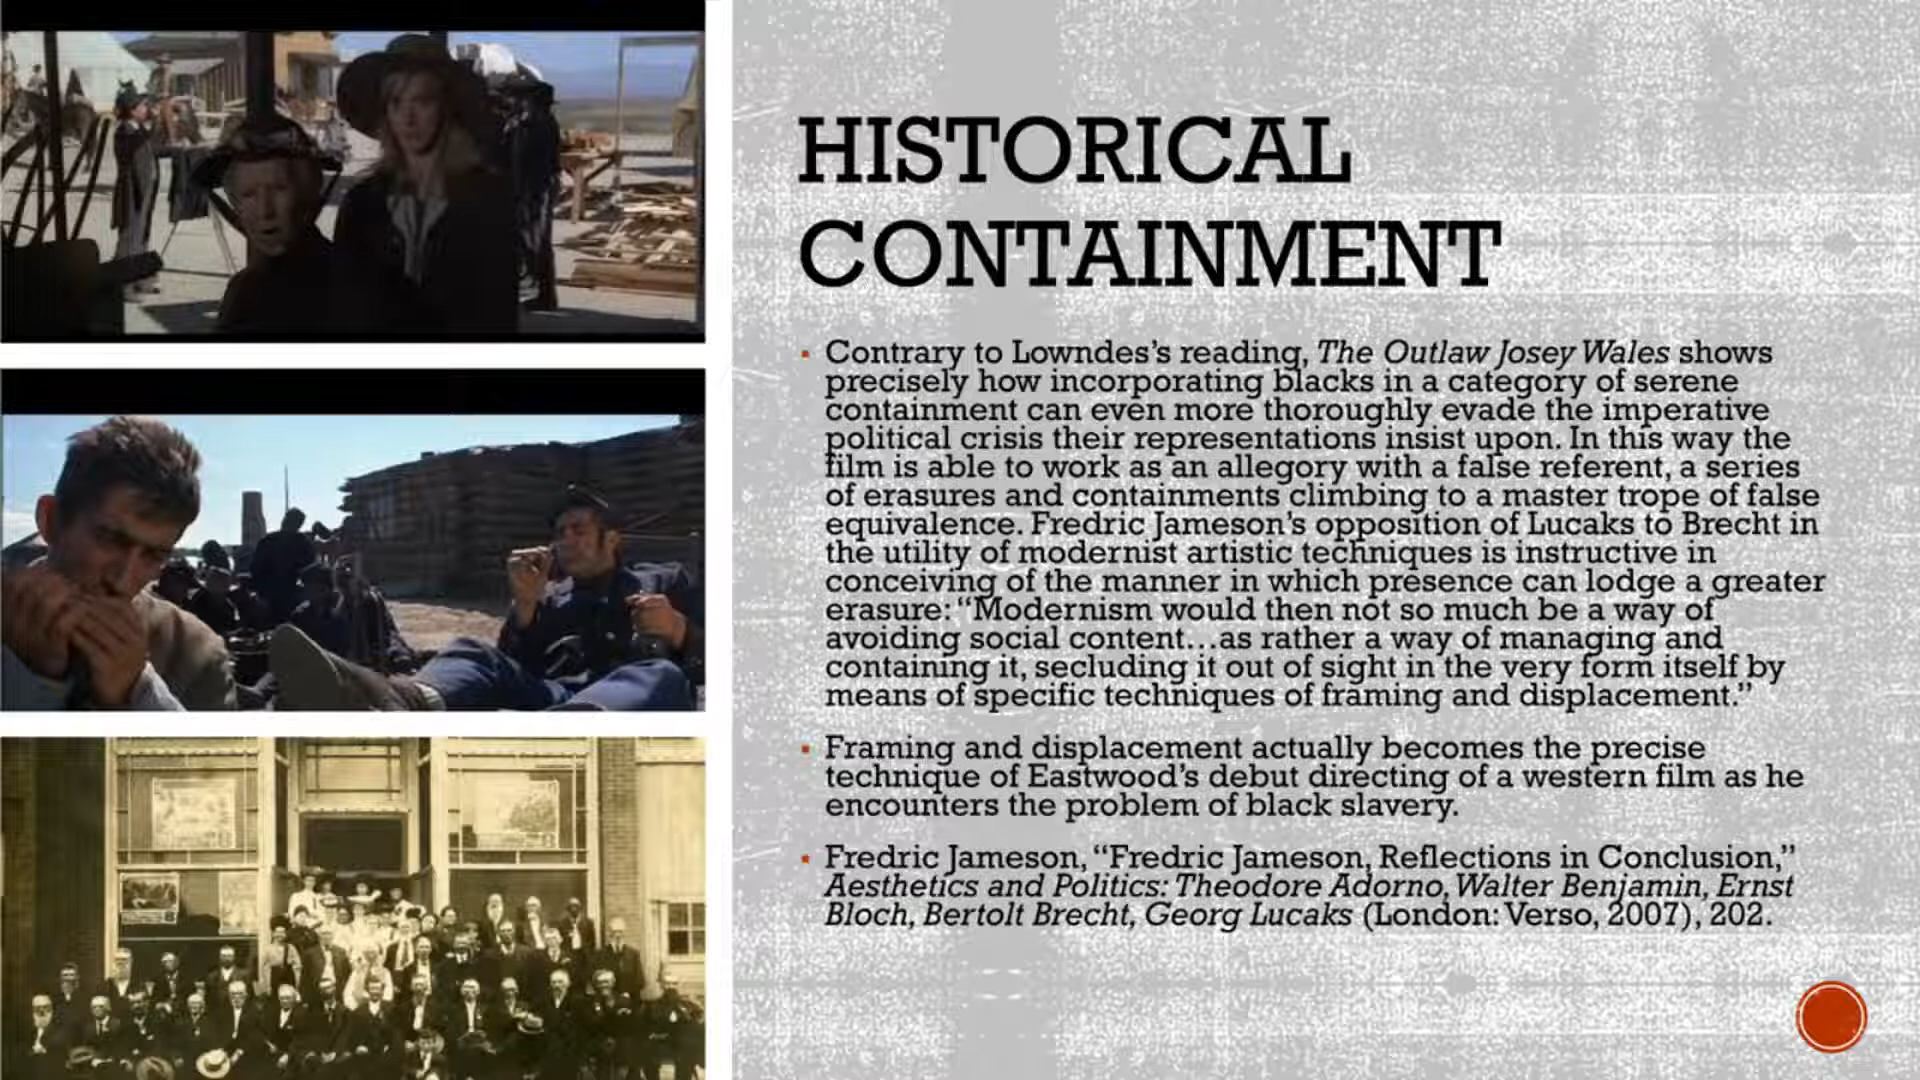 HISTORICAL
CONTAINMENT
▪ Contrary to Lowndes’s reading, The Outlaw Josey Wales shows
precisely how incorporating blacks in a category of serene
containment can even more thoroughly evade the imperative
political crisis their representations insist upon. In this way the
film is able to work as an allegory with a false referent, a series
of erasures and containments climbing to a master trope of false
equivalence. Fredric Jameson’s opposition of Lucaks to Brecht in
the utility of modernist artistic techniques is instructive in
conceiving of the manner in which presence can lodge a greater
erasure: “Modernism would then not so much be a way of
avoiding social content…as rather a way of managing and
containing it, secluding it out of sight in the very form itself by
means of specific techniques of framing and displacement.”
▪ Framing and displacement actually becomes the precise
technique of Eastwood’s debut directing of a western film as he
encounters the problem of black slavery.
▪ Fredric Jameson, “Fredric Jameson, Reflections in Conclusion,”
Aesthetics and Politics: Theodore Adorno, Walter Benjamin, Ernst
Bloch, Bertolt Brecht, Georg Lucaks (London: Verso, 2007), 202.